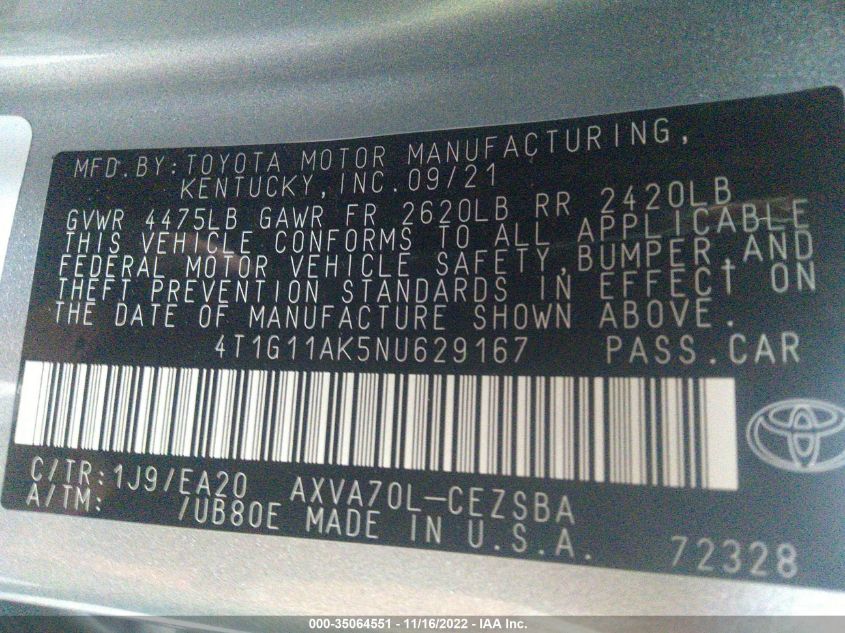 MFD. BY: TOYOTA MOTOR MANUFACTURING,
KENTUCKY, INC. 09/21
GVWR 4475LB GAWR FR 2620LB RR 2420LB
THIS VEHICLE CONFORMS TO ALL APPLICABLE
FEDERAL MOTOR VEHICLE SAFETY, BUMPER, AND
THEFT PREVENTION STANDARDS IN EFFECT ON
THE DATE OF MANUFACTURE SHOWN ABOVE.
4T1G11AK5NU629167 PASS.CAR
C/TR: 1J9/EA20 AXVA70L-CEZSBA
A/TM: /UB80E MADE IN U.S.A. 72328
000-35064551 - 11/16/2022 - IAA Inc.